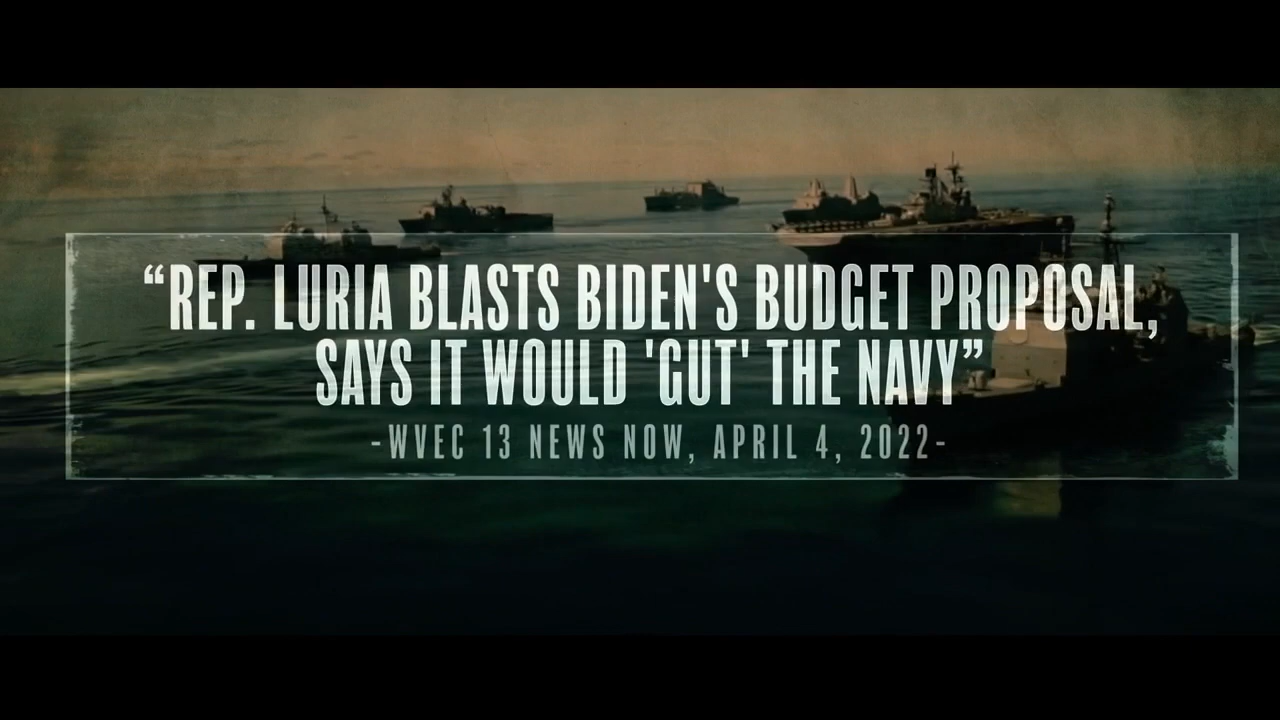 “REP. LURIA BLASTS BIDEN'S BUDGET PROPOSAL,
SAYS IT WOULD 'GUT' THE NAVY”
-WVEC 13 NEWS NOW, APRIL 4, 2022-